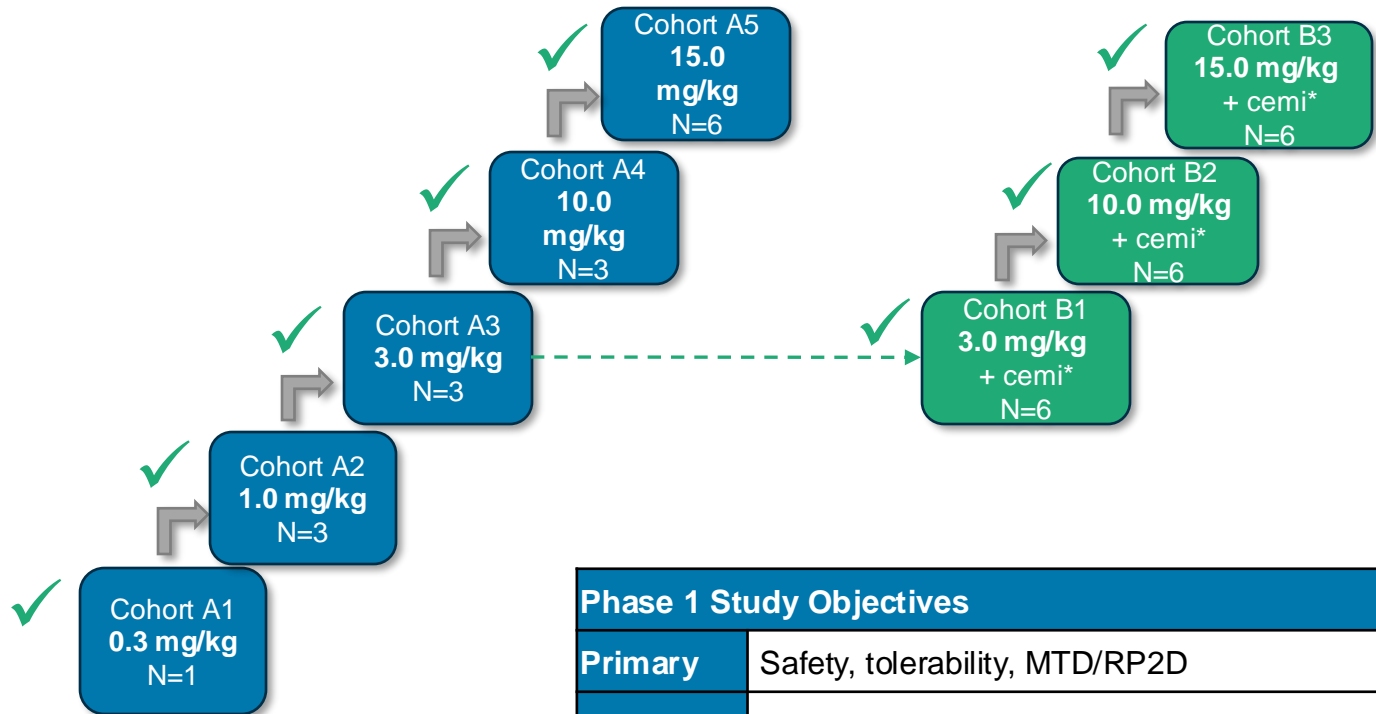 Cohort A5
15.0
mg/kg
N=6
Cohort B3
15.0 mg/kg
+ cemi*
N=6
Cohort A4
10.0
mg/kg
N=3
Cohort B2
10.0 mg/kg
+ cemi*
N=6
Cohort A3
3.0 mg/kg
N=3
Cohort B1
3.0 mg/kg
+ cemi*
N=6
Cohort A2
1.0 mg/kg
N=3
Cohort A1
0.3 mg/kg
N=1
Phase 1 Study Objectives
Primary Safety, tolerability, MTD/RP2D